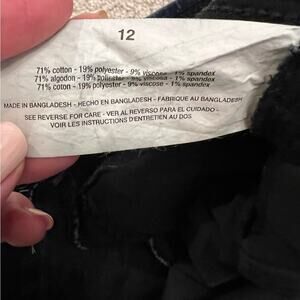 12
71% cotton - 19% polyester - 9% viscose - 1% spandex
71% algodon - 19% poliester - 9% viscosa - 1% spandex
71% cotton - 19% polyester - 9% viscose - 1% spandex
MADE IN BANGLADESH - HECHO EN BANGLADESH - FABRIQUE AU BANGLADESH
SEE REVERSE FOR CARE - VER AL REVERSO PARA EL CUIDADO -
VOIR LES INSTRUCTIONS D'ENTRETIEN AU DOS